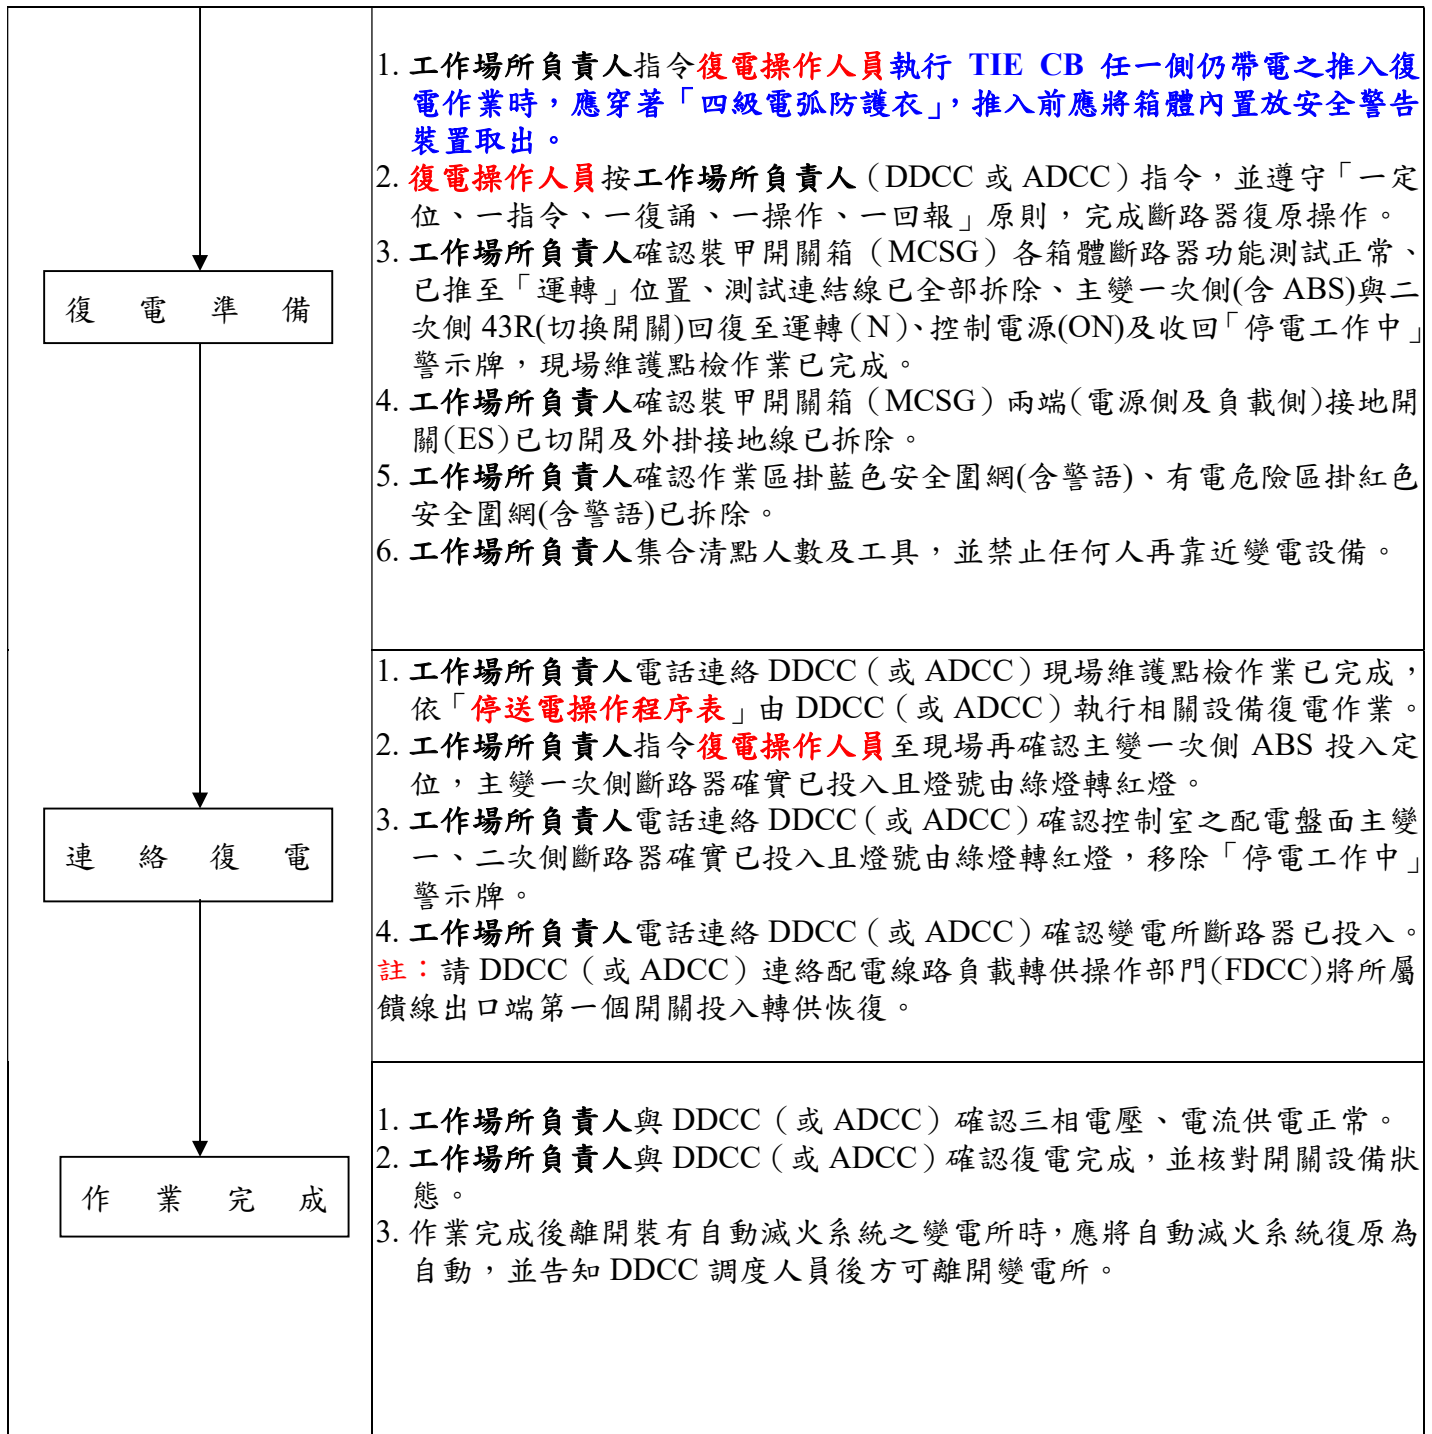 1. 工作場所負責人指令復電操作人員執行 TIE CB 任一側仍帶電之推入復
電作業時，應穿著「四級電弧防護衣」，推入前應將箱體內置放安全警告
裝置取出。
2. 復電操作人員按工作場所負責人（DDCC 或 ADCC）指令，並遵守「一定
位、一指令、一復誦、一操作、一回報」原則，完成斷路器復原操作。
3. 工作場所負責人確認裝甲開關箱（MCSG）各箱體斷路器功能測試正常、
已推至「運轉」位置、測試連結線已全部拆除、主變一次側(含 ABS)與二
次側 43R(切換開關)回復至運轉（N）、控制電源(ON)及收回「停電工作中」
警示牌，現場維護點檢作業已完成。
4. 工作場所負責人確認裝甲開關箱（MCSG）兩端(電源側及負載側)接地開
關(ES)已切開及外掛接地線已拆除。
5. 工作場所負責人確認作業區掛藍色安全圍網(含警語)、有電危險區掛紅色
安全圍網(含警語)已拆除。
6. 工作場所負責人集合清點人數及工具，並禁止任何人再靠近變電設備。
復電準備
1. 工作場所負責人電話連絡 DDCC（或 ADCC）現場維護點檢作業已完成，
依「停送電操作程序表」由 DDCC（或 ADCC）執行相關設備復電作業。
2. 工作場所負責人指令復電操作人員至現場再確認主變一次側 ABS 投入定
位，主變一次側斷路器確實已投入且燈號由綠燈轉紅燈。
3. 工作場所負責人電話連絡 DDCC（或 ADCC）確認控制室之配電盤面主變
一、二次側斷路器確實已投入且燈號由綠燈轉紅燈，移除「停電工作中」
警示牌。
4. 工作場所負責人電話連絡 DDCC（或 ADCC）確認變電所斷路器已投入。
註：請 DDCC（或 ADCC）連絡配電線路負載轉供操作部門(FDCC)將所屬
饋線出口端第一個開關投入轉供恢復。
連絡復電
1. 工作場所負責人與 DDCC（或 ADCC）確認三相電壓、電流供電正常。
2. 工作場所負責人與 DDCC（或 ADCC）確認復電完成，並核對開關設備狀
態。
3. 作業完成後離開裝有自動滅火系統之變電所時，應將自動滅火系統復原為
自動，並告知 DDCC 調度人員後方可離開變電所。
作業完成